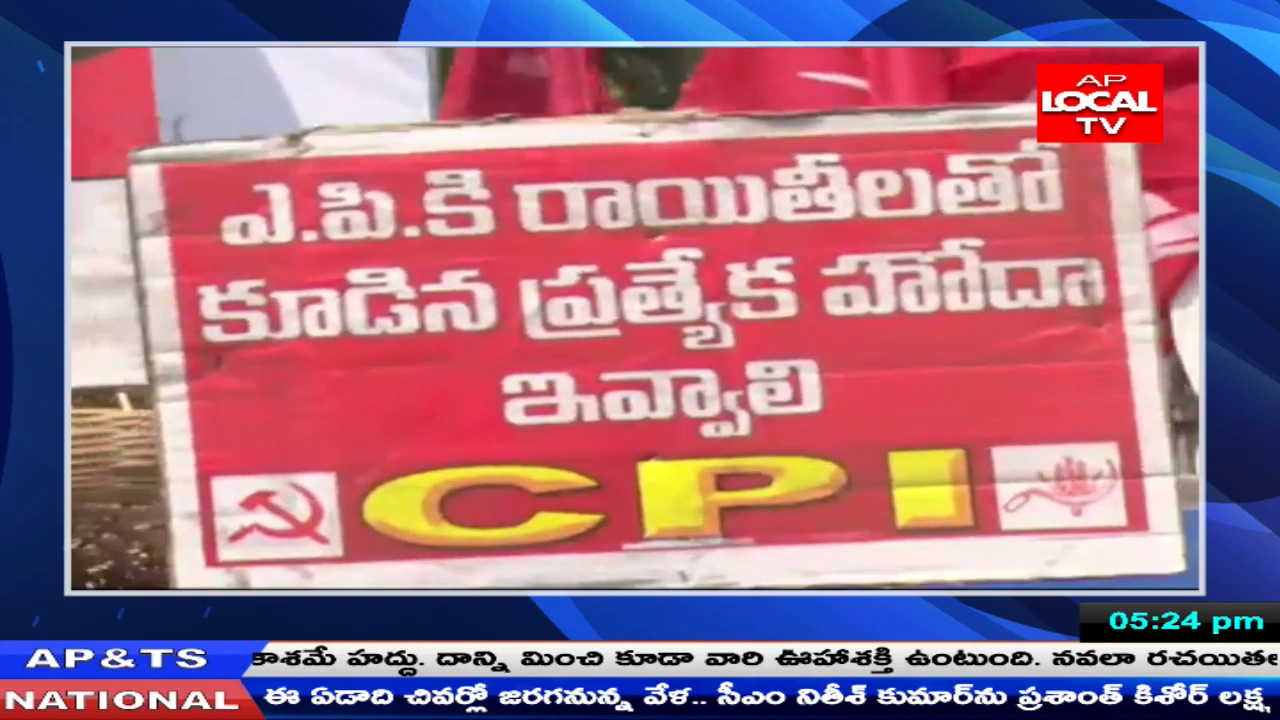 AP
LOCAL
TV
ఎ.పి.కి రాయితీలతో
కూడిన ప్రత్యేక హోదా
ఇవ్వాలి
CPI
05:24 pm
AP&TS
కాశమే హద్దు. దాన్ని మించి కూడా వారి ఊహాశక్తి ఉంటుంది. నవలా రచయితల
NATIONAL
ఈ ఏడాది చివర్లో జరగనున్న వేళ.. సీఎం నితీశ్ కుమార్‌ను ప్రశాంత్ కిశోర్ లక్ష్య